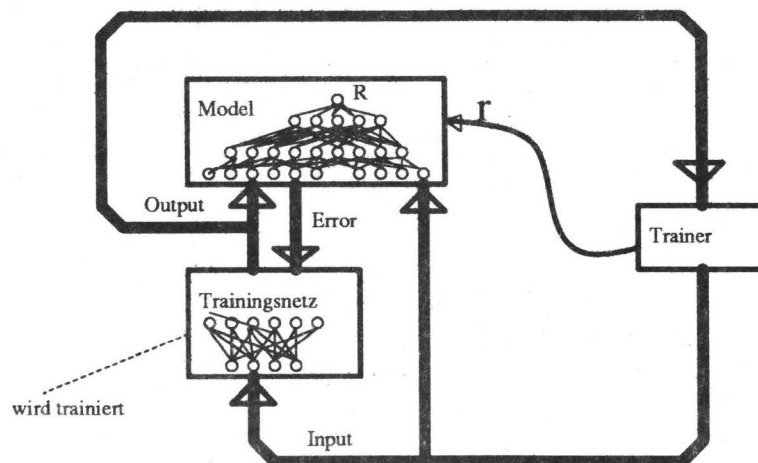 R
Model
r
Output
Error
Trainer
Trainingsnetz
wird trainiert
Input